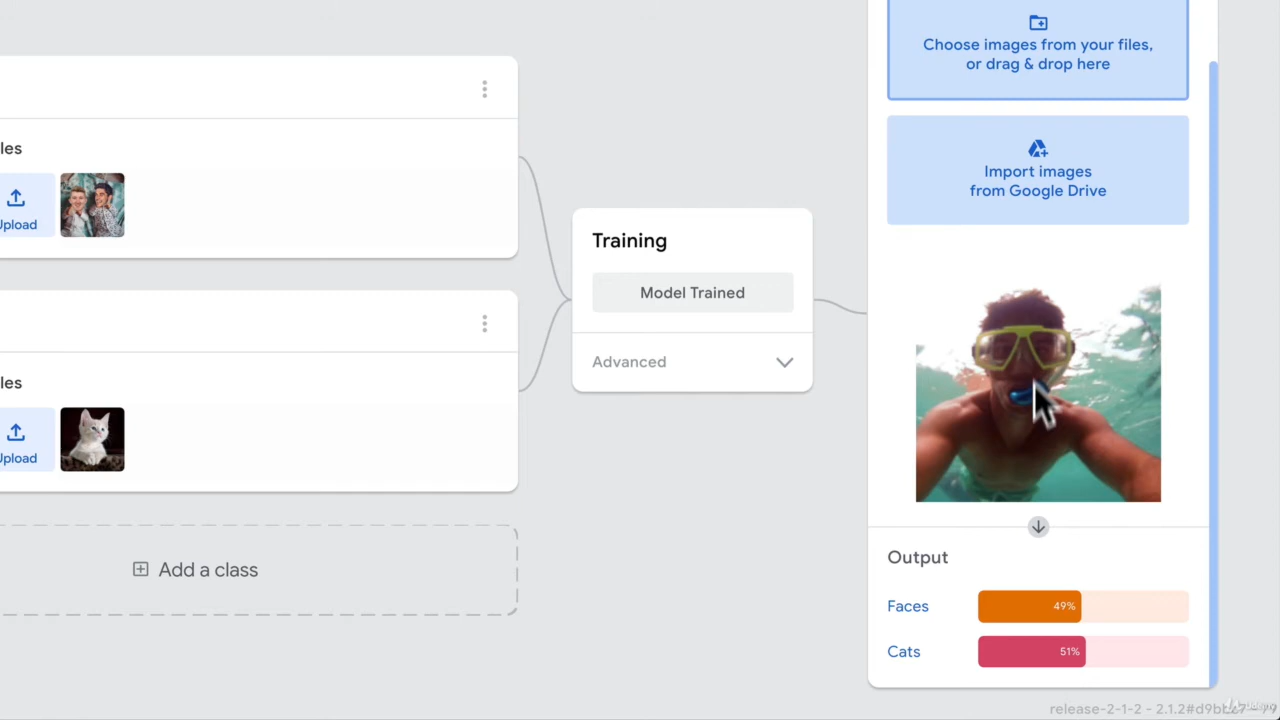 Choose images from your files,
or drag & drop here
Import images
from Google Drive
les
Upload
Training
Model Trained
Advanced
les
Upload
Add a class
Output
Faces
49%
Cats
51%